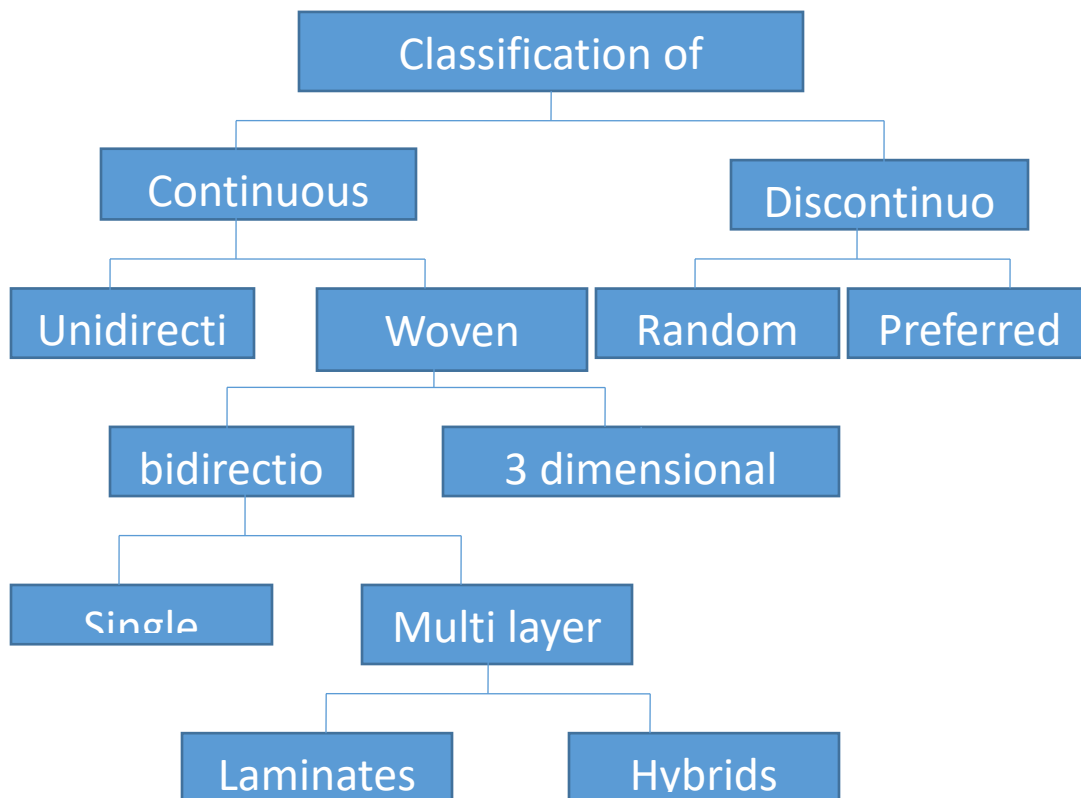 Classification of
Continuous
Discontinuo
Unidirecti
Woven
Random
Preferred
bidirectio
3 dimensional
Single
Multi layer
Laminates
Hybrids